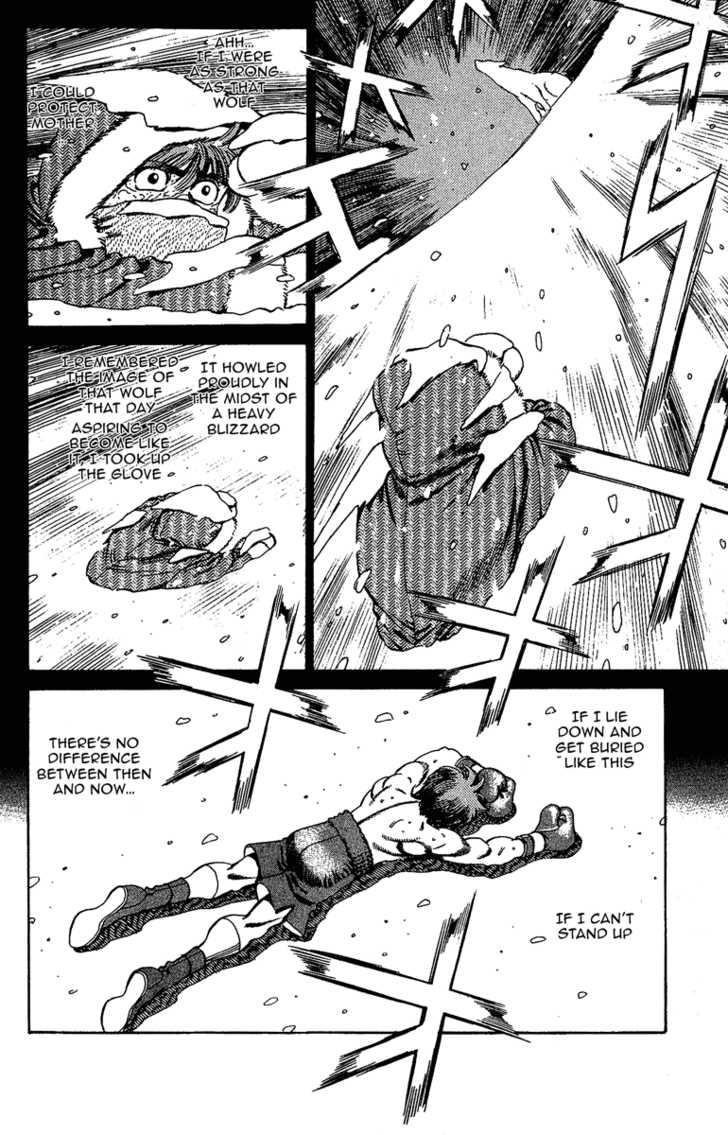 AHH...
IF I WERE
AS STRONG
AS THAT
WOLF
I COULD
PROTECT
MOTHER
IT HOWLED
PROUDLY IN
THE MIDST OF
A HEAVY
BLIZZARD
I REMEMBERED
THE IMAGE OF
THAT WOLF
THAT DAY
ASPIRING TO
BECOME LIKE
IT, I TOOK UP
THE GLOVE
IF I LIE
DOWN AND
GET BURIED
LIKE THIS
IF I CAN'T
STAND UP
THERE'S NO
DIFFERENCE
BETWEEN THEN
AND NOW...